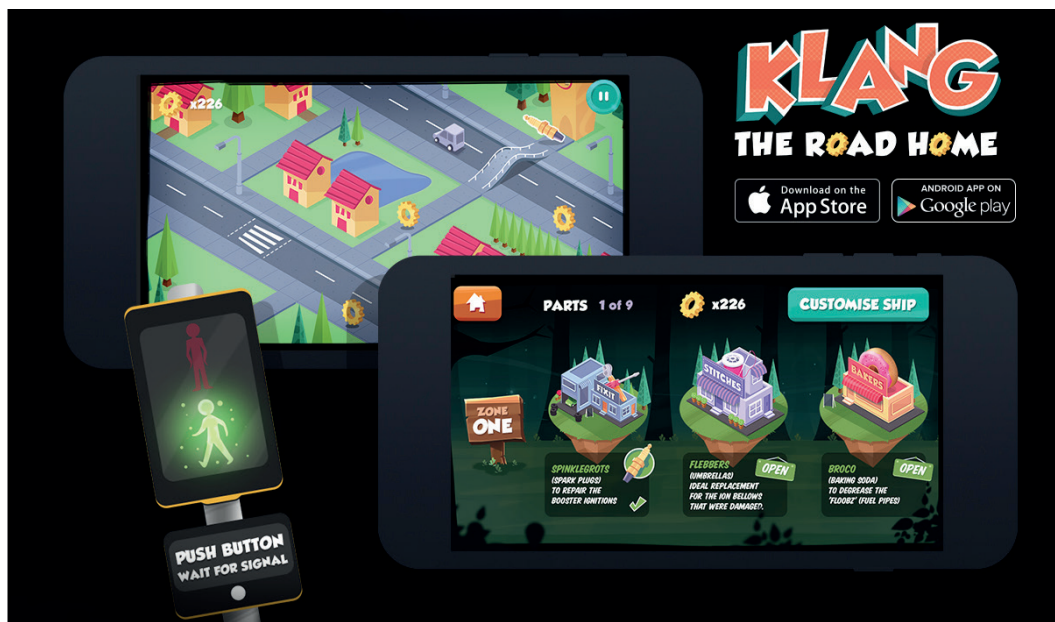 KLANG
THE ROAD HOME
Download on the
App Store
ANDROID APP ON
Google play
x226
PARTS 1 of 9
x226
CUSTOMISE SHIP
ZONE
ONE
FIXIT
STITCHES
BAKERS
SPINKLEGROTS
(SPARK PLUGS)
TO REPAIR THE
BOOSTER IGNITIONS
FLEBBERS
(UMBRELLAS)
IDEAL REPLACEMENT
FOR THE ION BELLOWS
THAT WERE DAMAGED.
OPEN
BROCO
(BAKING SODA)
TO DEGREASE THE
'FLOOBZ' (FUEL PIPES)
OPEN
PUSH BUTTON
WAIT FOR SIGNAL